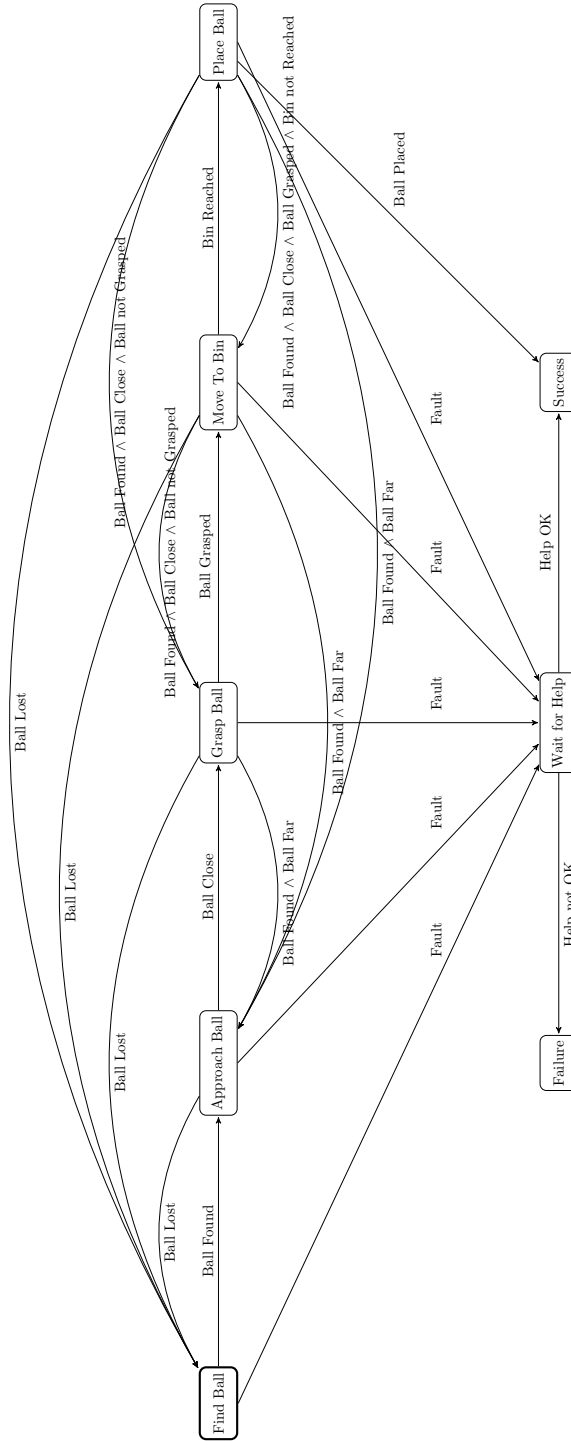 Find Ball
Approach Ball
Grasp Ball
Move To Bin
Place Ball
Failure
Wait for Help
Success
Ball Lost
Ball Lost
Ball Lost
Ball Lost
Ball Found
Ball Close
Ball Grasped
Bin Reached
Ball Found ∧ Ball Close ∧ Ball not Grasped
Ball Found ∧ Ball Close ∧ Ball not Grasped
Ball Found ∧ Ball Close ∧ Ball Grasped ∧ Bin not Reached
Ball Found ∧ Ball Far
Ball Found ∧ Ball Far
Ball Found ∧ Ball Far
Fault
Fault
Fault
Fault
Fault
Ball Placed
Help OK
Help not OK